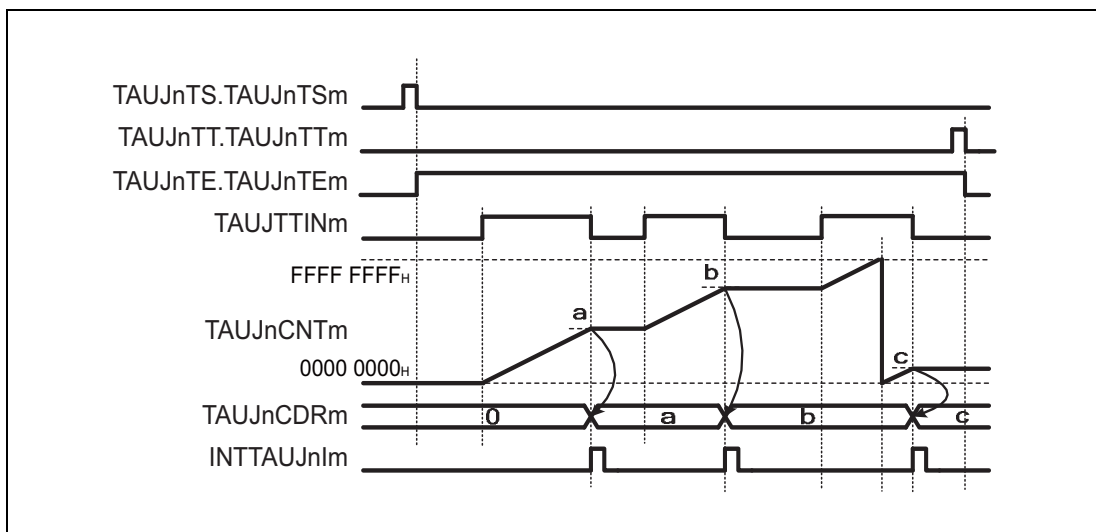 TAUJnTS.TAUJnTSm
TAUJnTT.TAUJnTTm
TAUJnTE.TAUJnTEm
TAUJTTINm
FFFF FFFFH
b
a
TAUJnCNTm
c
0000 0000H
TAUJnCDRm
0
a
b
c
INTTAUJnIm